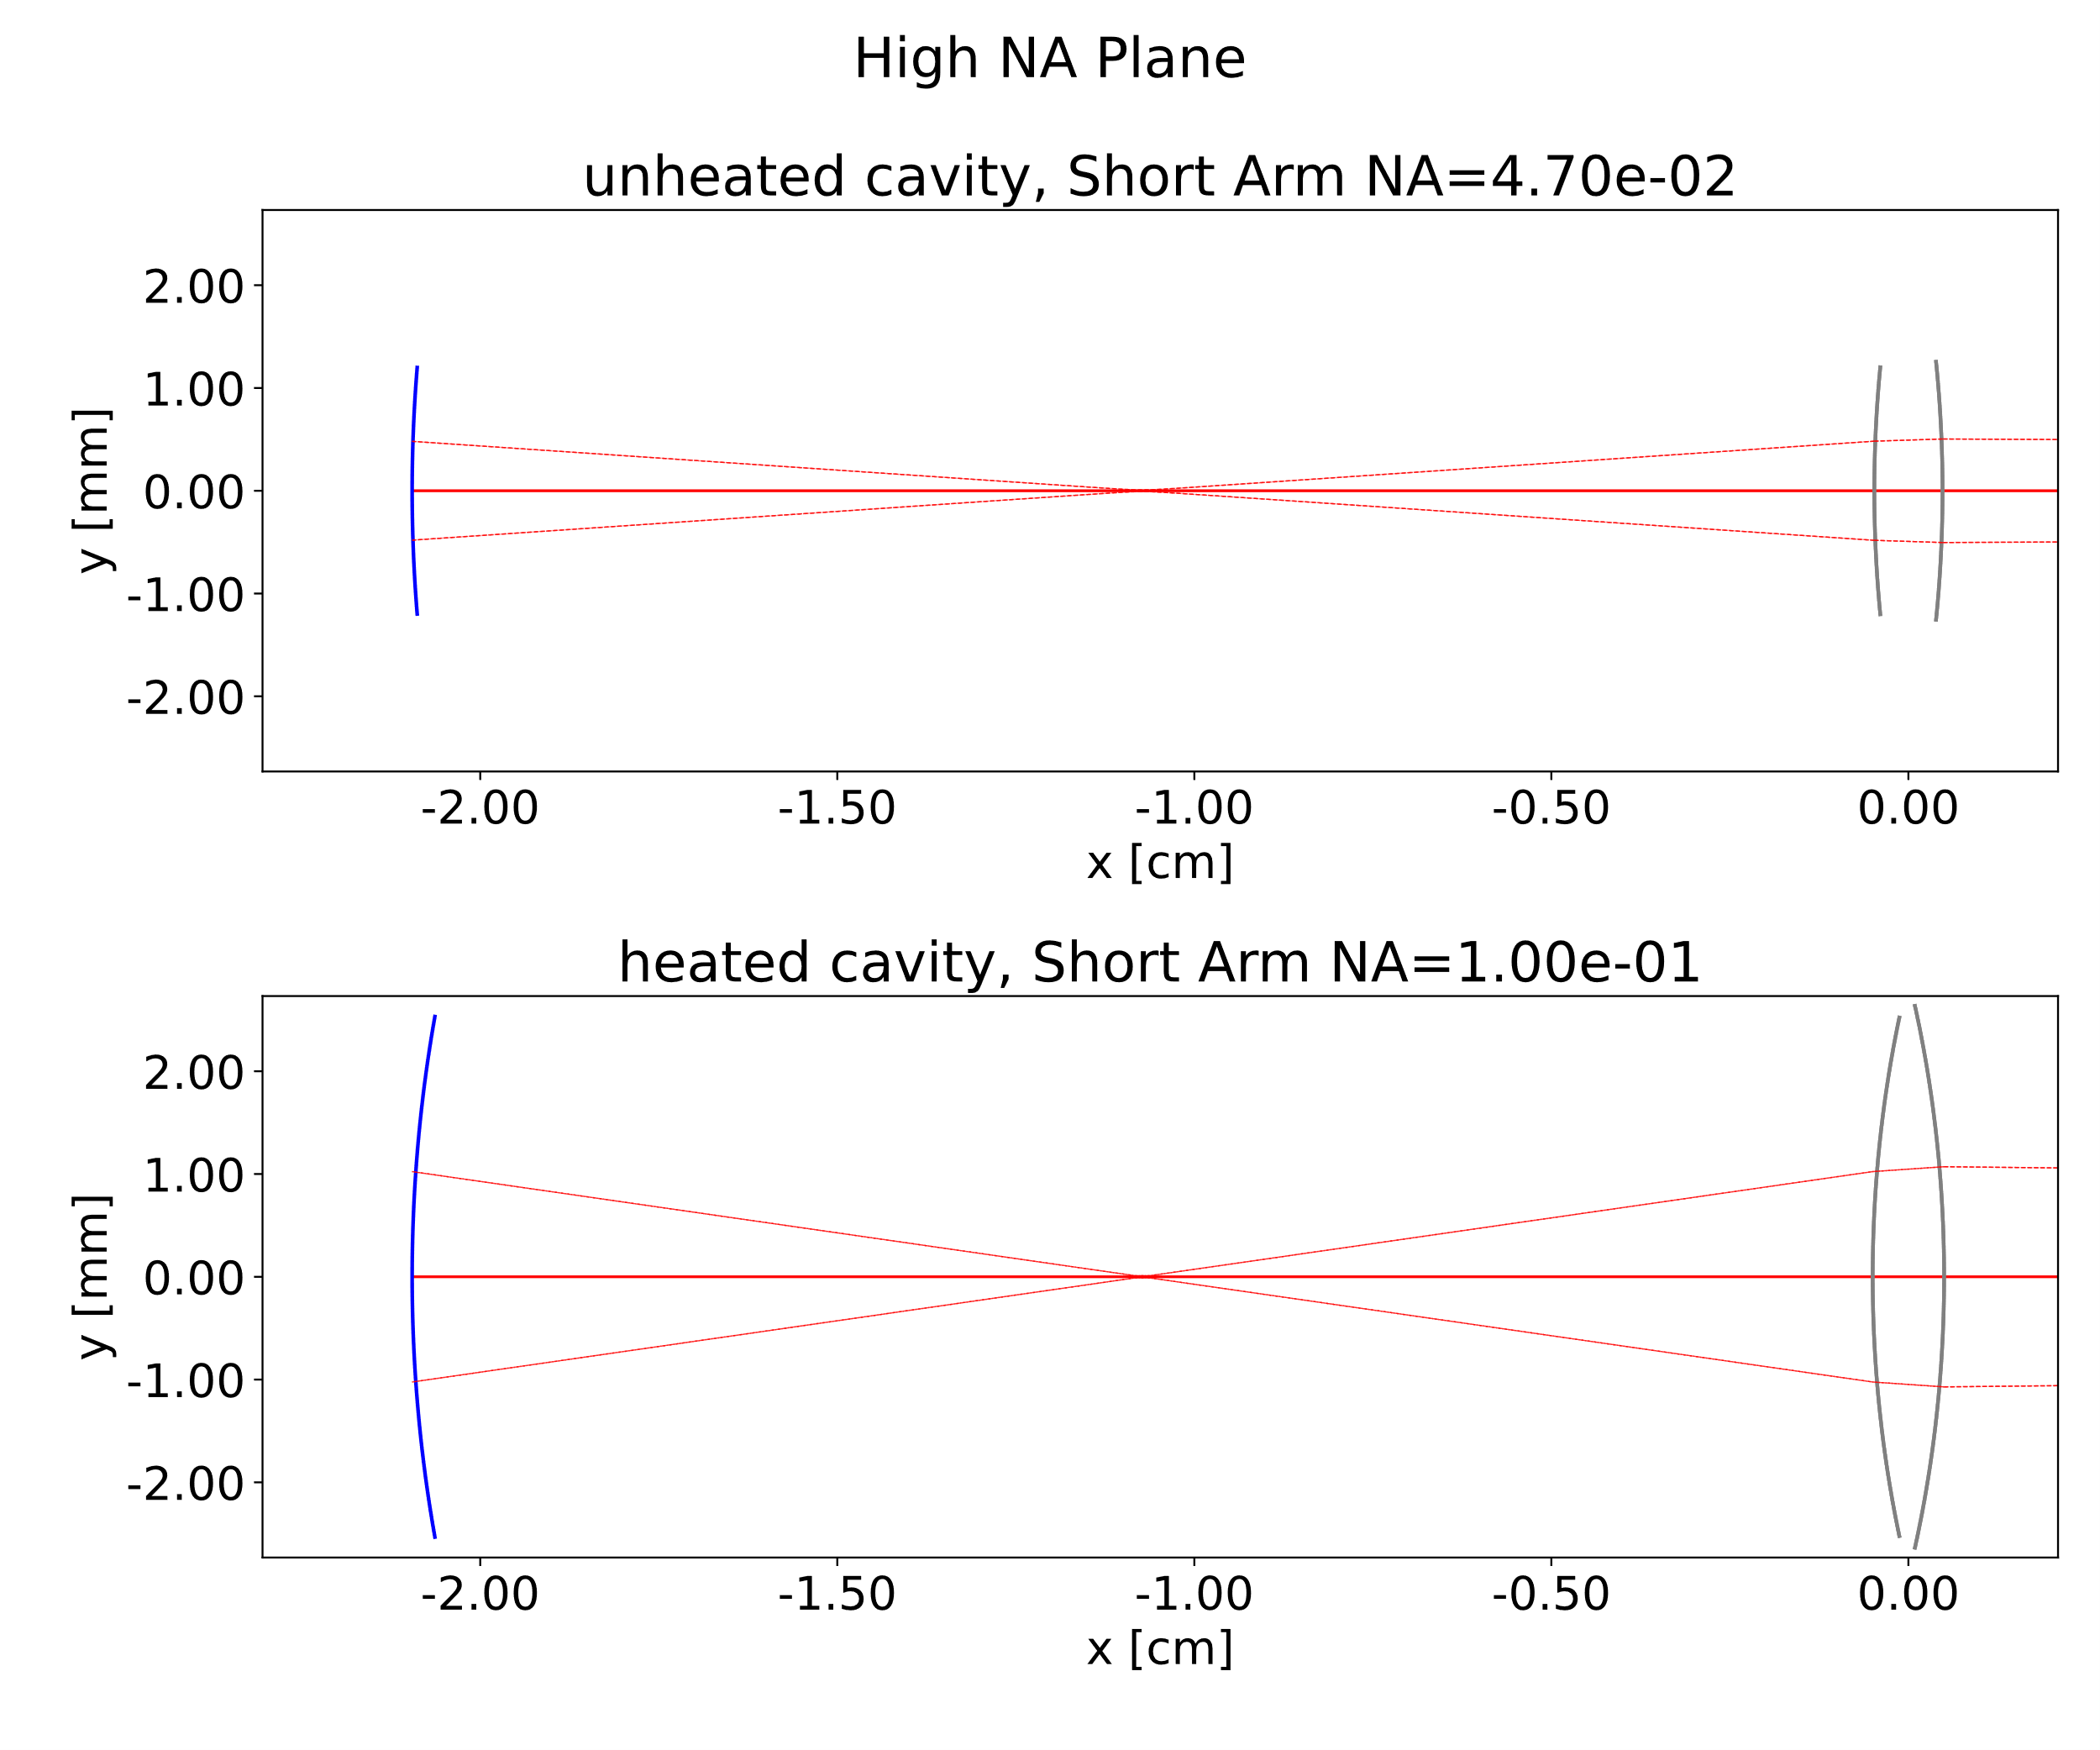 High NA Plane
unheated cavity, Short Arm NA=4.70e-02
2.00
1.00
0.00
-1.00
-2.00
y [mm]
-2.00 -1.50 -1.00 -0.50 0.00
x [cm]
heated cavity, Short Arm NA=1.00e-01
2.00
1.00
0.00
-1.00
-2.00
y [mm]
-2.00 -1.50 -1.00 -0.50 0.00
x [cm]